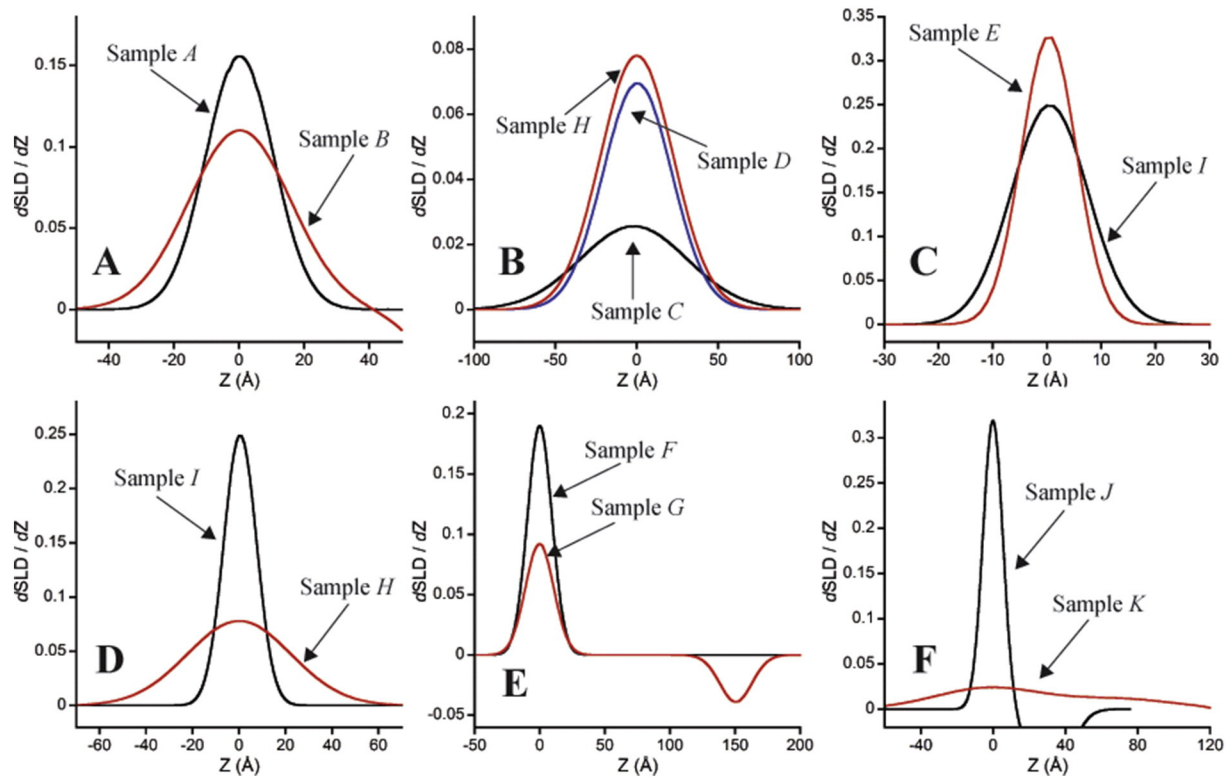 0.15
0.1
0.05
0
dSLD / dZ
Sample A
Sample B
A
-40
-20
0
20
40
Z (Å)
0.08
0.06
0.04
0.02
0
dSLD / dZ
Sample H
Sample D
Sample C
B
-100
-50
0
50
100
Z (Å)
0.35
0.3
0.25
0.2
0.15
0.1
0.05
0
dSLD / dZ
Sample E
Sample I
C
-30
-20
-10
0
10
20
30
Z (Å)
0.25
0.2
0.15
0.1
0.05
0
dSLD / dZ
Sample I
Sample H
D
-60
-40
-20
0
20
40
60
Z (Å)
0.2
0.15
0.1
0.05
0
-0.05
dSLD / dZ
Sample F
Sample G
E
-50
0
50
100
150
200
Z (Å)
0.3
0.2
0.15
0.1
0.05
0
dSLD / dZ
Sample J
Sample K
F
-40
0
40
80
120
Z (Å)